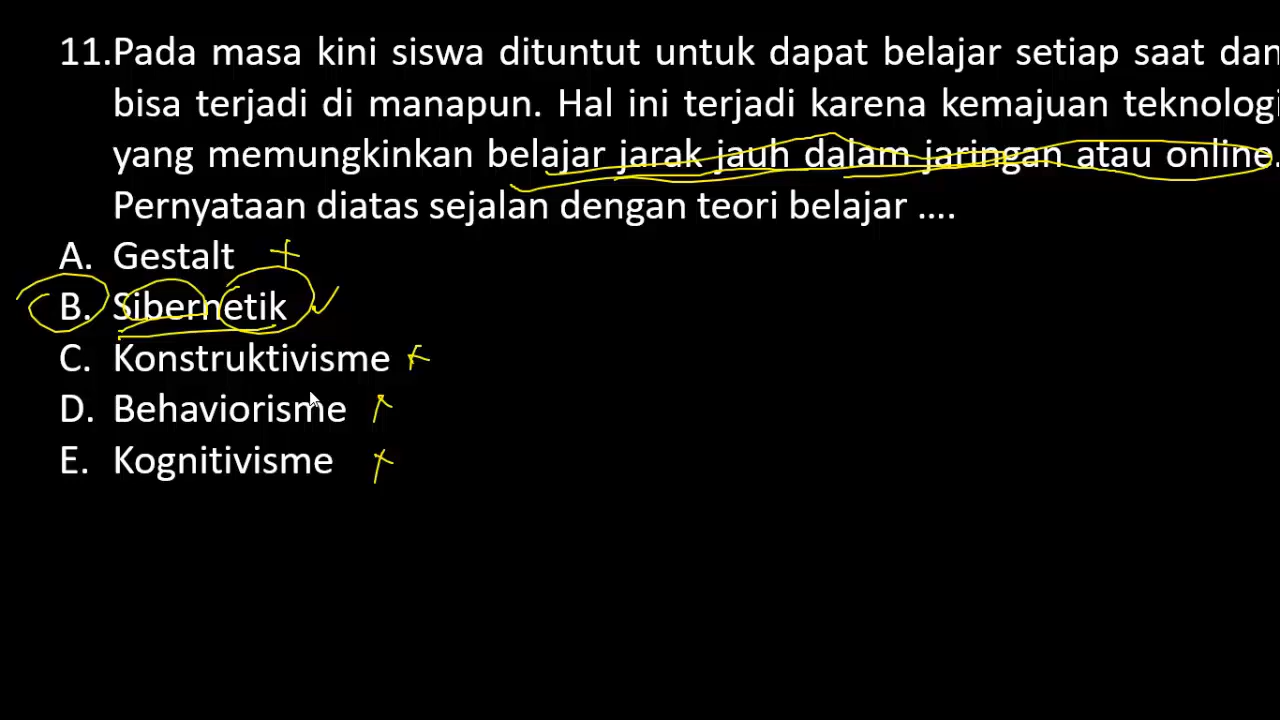 11.Pada masa kini siswa dituntut untuk dapat belajar setiap saat dan
bisa terjadi di manapun. Hal ini terjadi karena kemajuan teknologi
yang memungkinkan belajar jarak jauh dalam jaringan atau online.
Pernyataan diatas sejalan dengan teori belajar ....
A. Gestalt
B. Sibernetik
C. Konstruktivisme
D. Behaviorisme
E. Kognitivisme